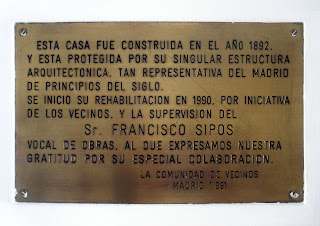 ESTA CASA FUE CONSTRUIDA EN EL AÑO 1892,
Y ESTA PROTEGIDA POR SU SINGULAR ESTRUCTURA
ARQUITECTONICA, TAN REPRESENTATIVA DEL MADRID
DE PRINCIPIOS DEL SIGLO.
SE INICIO SU REHABILITACION EN 1990, POR INICIATIVA
DE LOS VECINOS, Y LA SUPERVISION DEL
Sr. FRANCISCO SIPOS
VOCAL DE OBRAS, AL QUE EXPRESAMOS NUESTRA
GRATITUD POR SU ESPECIAL COLABORACION.
LA COMUNIDAD DE VECINOS
MADRID 1991